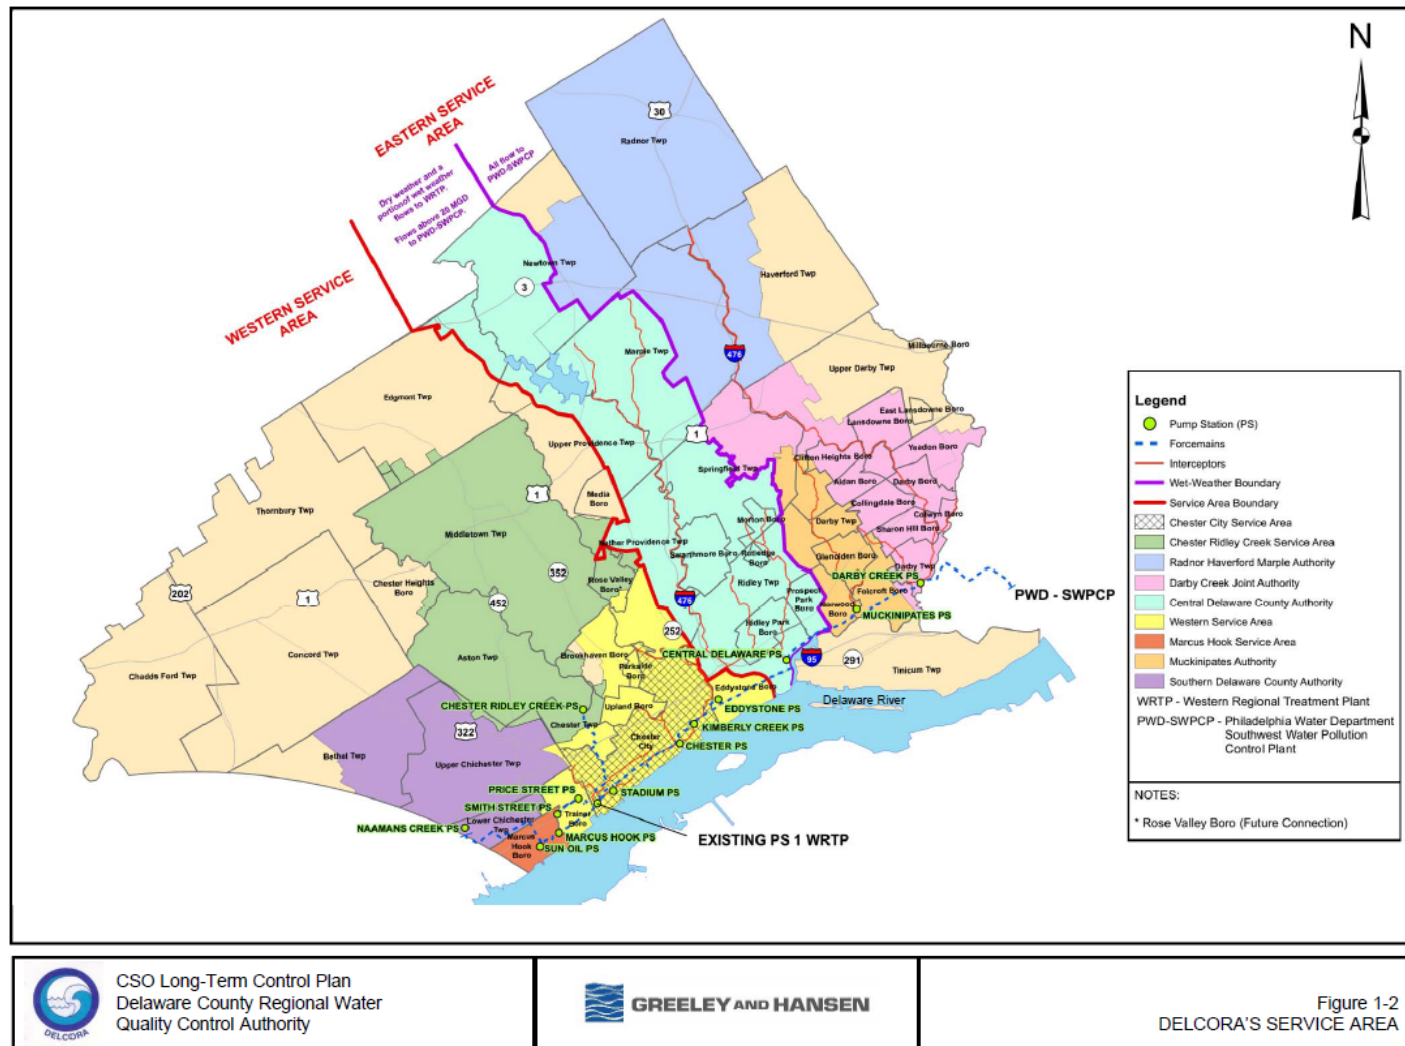 N
EASTERN SERVICE
AREA
All flow to
PWD-SWPCP
Dry weather and a
portionof wet weather
flows to WRTP.
Flows above 20 MGD
to PWD-SWPCP.
WESTERN SERVICE
AREA
30
Radnor Twp
Newtown Twp
3
Haverford Twp
476
Marple Twp
Millbourne Boro
Upper Darby Twp
Edgmont Twp
East Lansdowne Boro
Lansdowne Boro
1
Upper Providence Twp
Yeadon Boro
Clifton Heights Boro
Springfield Twp
Aldan Boro
Darby Boro
1
Media
Boro
Collingdale Boro
Thornbury Twp
Colwyn Boro
Morton Boro
Darby Twp
Sharon Hill Boro
Middletown Twp
Nether Providence Twp
Swarthmore Boro
Rutledge
Boro
Glenolden Boro
Darby Twp
352
Chester Heights
Boro
Rose Valley
Boro*
Ridley Twp
DARBY CREEK PS
202
1
452
476
Prospect
Park
Boro
Folcroft Boro
PWD - SWPCP
Norwood
Boro
MUCKINIPATES PS
252
Ridley Park
Boro
Concord Twp
Aston Twp
Brookhaven Boro
CENTRAL DELAWARE PS
95
291
Tinicum Twp
Chadds Ford Twp
Parkside
Boro
Eddystone Boro
Delaware River
CHESTER RIDLEY CREEK PS
Upland Boro
EDDYSTONE PS
Chester Twp
KIMBERLY CREEK PS
322
Chester
City
CHESTER PS
Bethel Twp
Upper Chichester Twp
PRICE STREET PS
STADIUM PS
SMITH STREET PS
Trainer
Boro
NAAMANS CREEK PS
Lower Chichester
Twp
MARCUS HOOK PS
Marcus
Hook
Boro
SUN OIL PS
EXISTING PS 1 WRTP
Legend
Pump Station (PS)
Forcemains
Interceptors
Wet-Weather Boundary
Service Area Boundary
Chester City Service Area
Chester Ridley Creek Service Area
Radnor Haverford Marple Authority
Darby Creek Joint Authority
Central Delaware County Authority
Western Service Area
Marcus Hook Service Area
Muckinipates Authority
Southern Delaware County Authority
WRTP - Western Regional Treatment Plant
PWD-SWPCP - Philadelphia Water Department
Southwest Water Pollution
Control Plant
NOTES:
* Rose Valley Boro (Future Connection)
DELCORA
CSO Long-Term Control Plan
Delaware County Regional Water
Quality Control Authority
GREELEY AND HANSEN
Figure 1-2
DELCORA'S SERVICE AREA